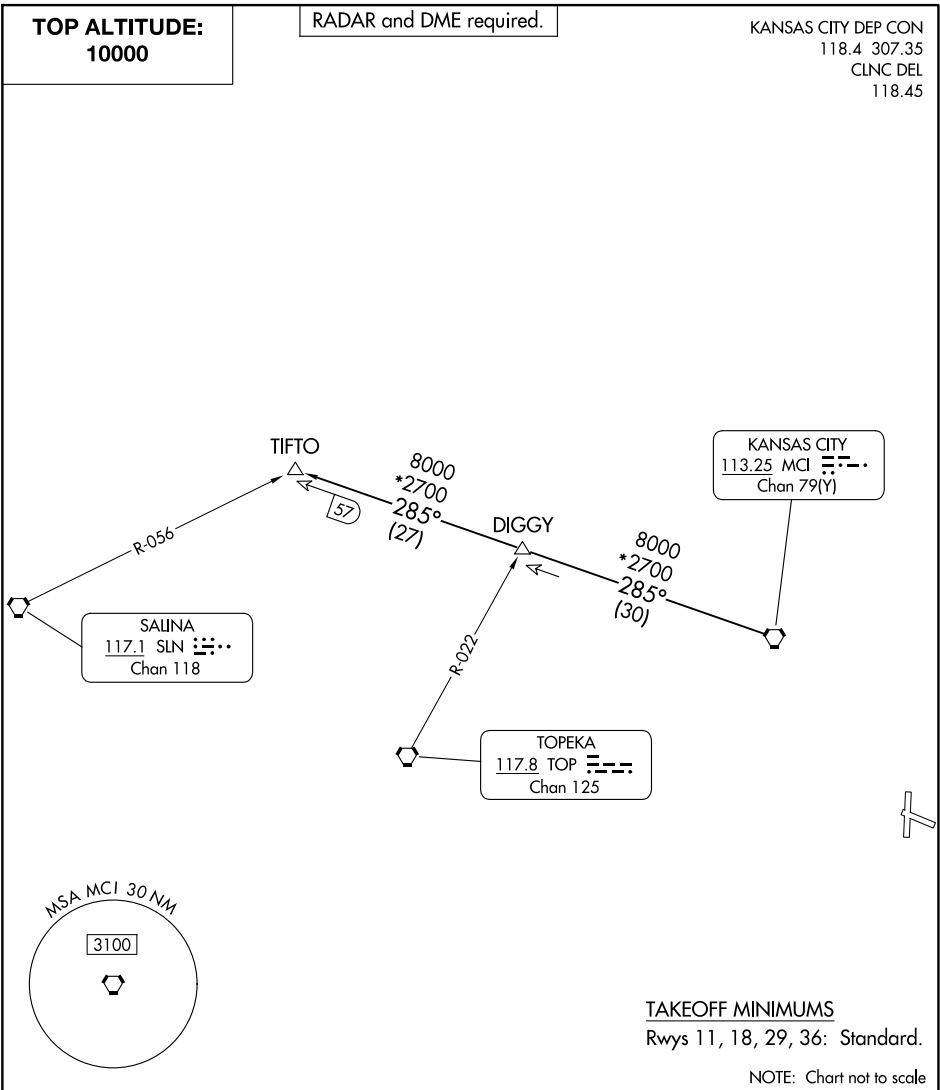 TOP ALTITUDE:
10000
RADAR and DME required.
KANSAS CITY DEP CON
118.4 307.35
CLNC DEL
118.45
TIFTO
8000
*2700
285°
(27)
57
DIGGY
8000
*2700
285°
(30)
KANSAS CITY
113.25 MCI
Chan 79(Y)
R-056
SALINA
117.1 SLN
Chan 118
R-022
TOPEKA
117.8 TOP
Chan 125
MSA MCI 30 NM
3100
TAKEOFF MINIMUMS
Rwys 11, 18, 29, 36: Standard.
NOTE: Chart not to scale